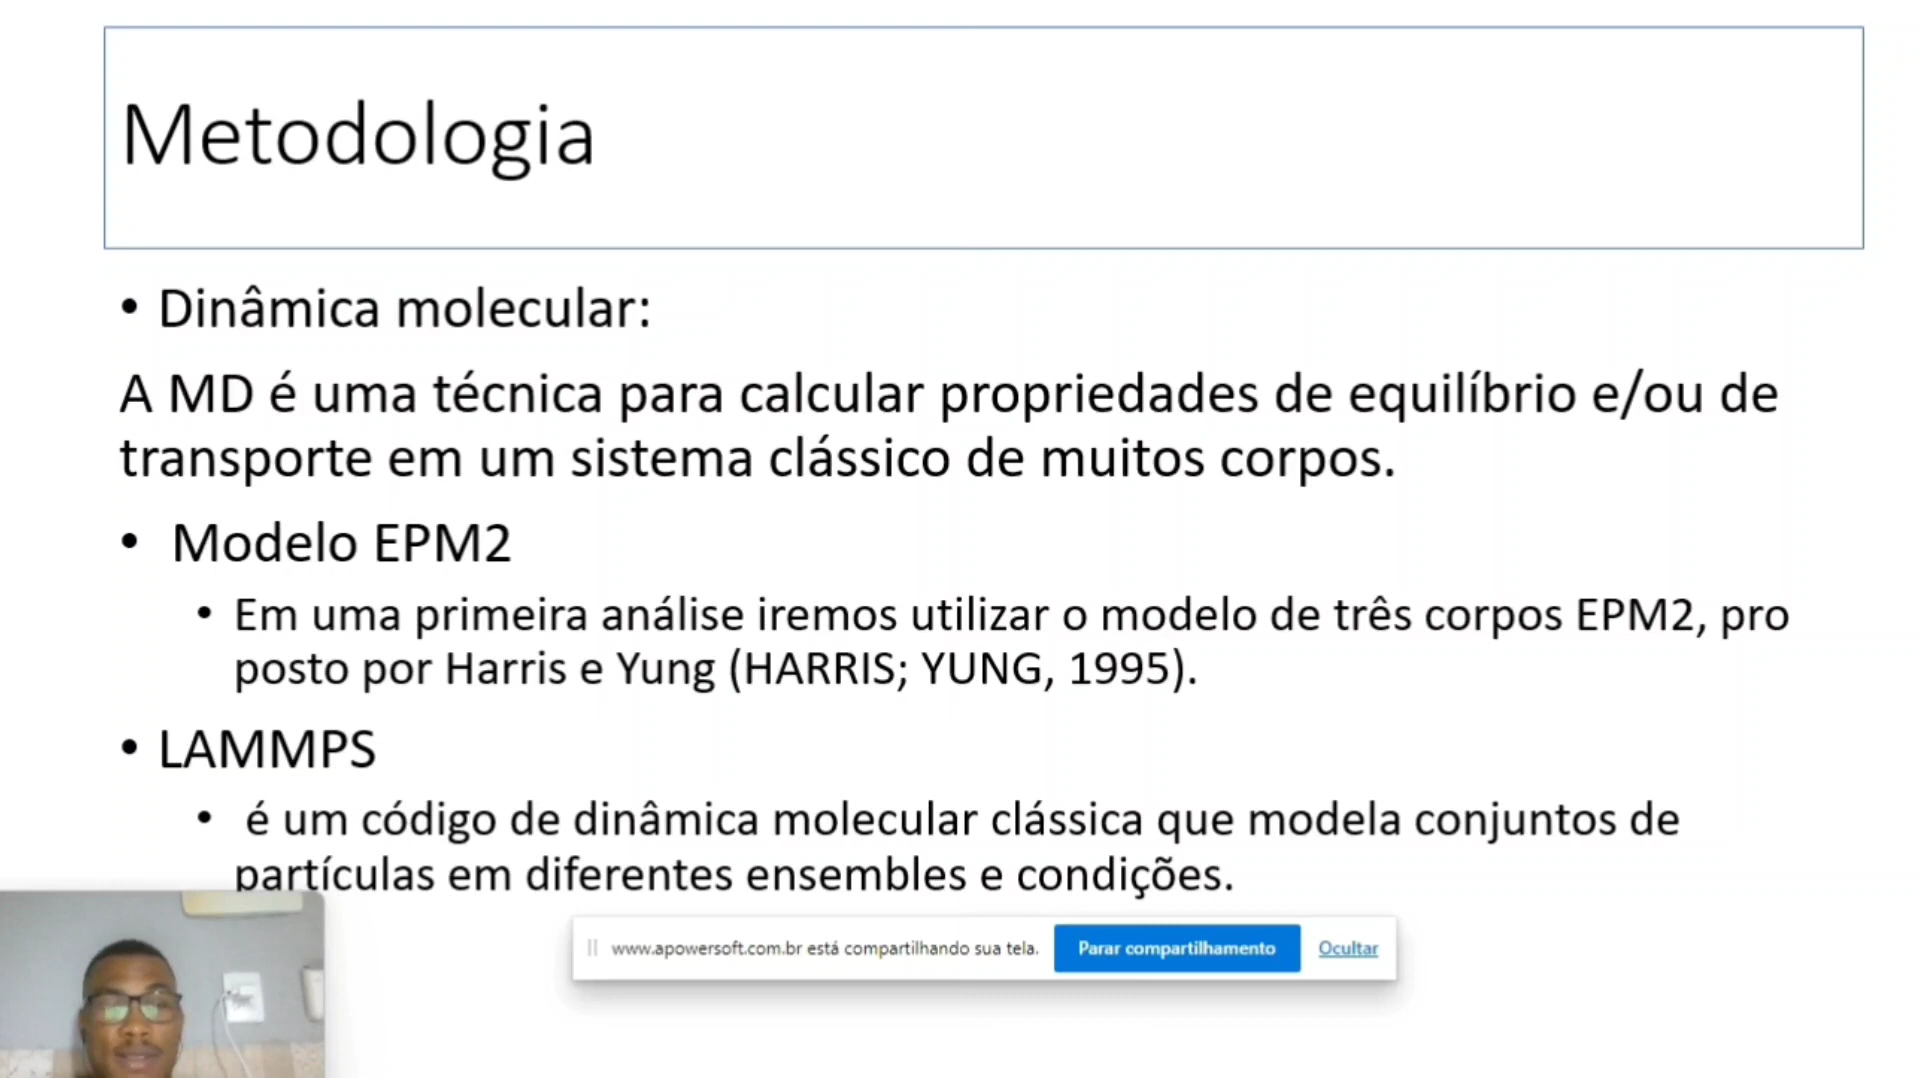 Metodologia
• Dinâmica molecular:
A MD é uma técnica para calcular propriedades de equilíbrio e/ou de
transporte em um sistema clássico de muitos corpos.
• Modelo EPM2
• Em uma primeira análise iremos utilizar o modelo de três corpos EPM2, pro
posto por Harris e Yung (HARRIS; YUNG, 1995).
• LAMMPS
• é um código de dinâmica molecular clássica que modela conjuntos de
partículas em diferentes ensembles e condições.
www.apowersoft.com.br está compartilhando sua tela. Parar compartilhamento Ocultar